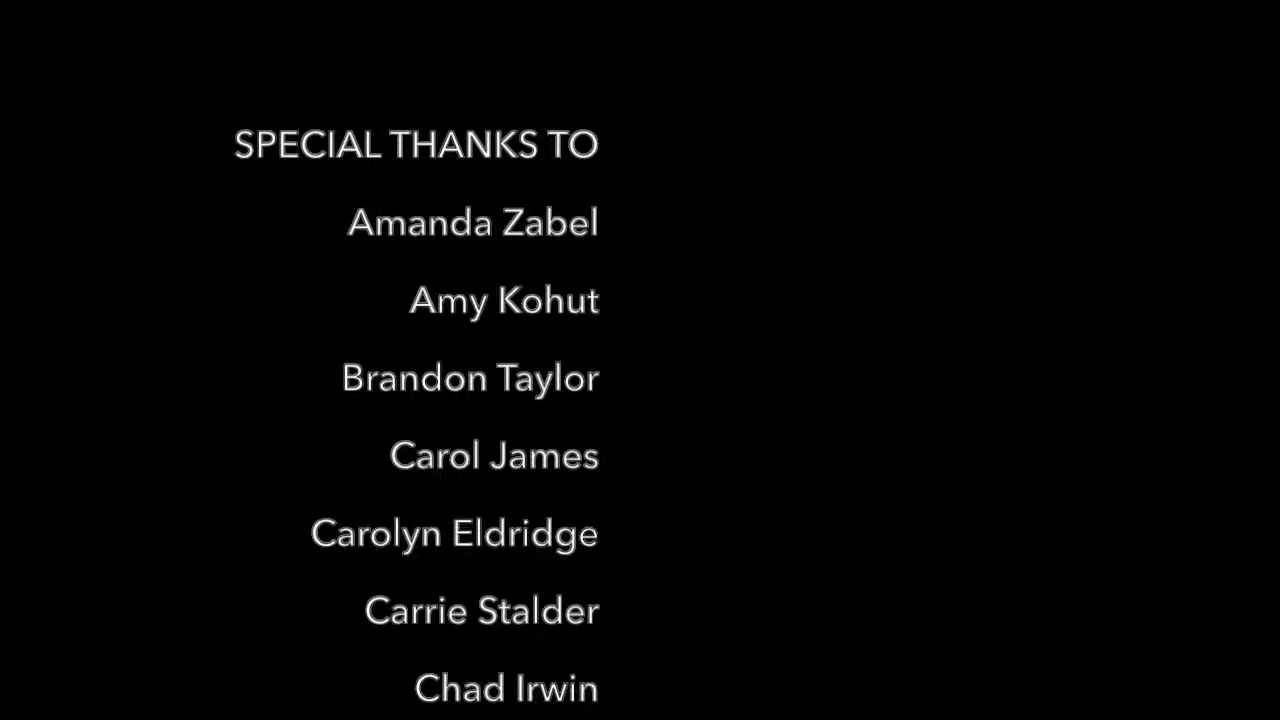 SPECIAL THANKS TO
Amanda Zabel
Amy Kohut
Brandon Taylor
Carol James
Carolyn Eldridge
Carrie Stalder
Chad Irwin